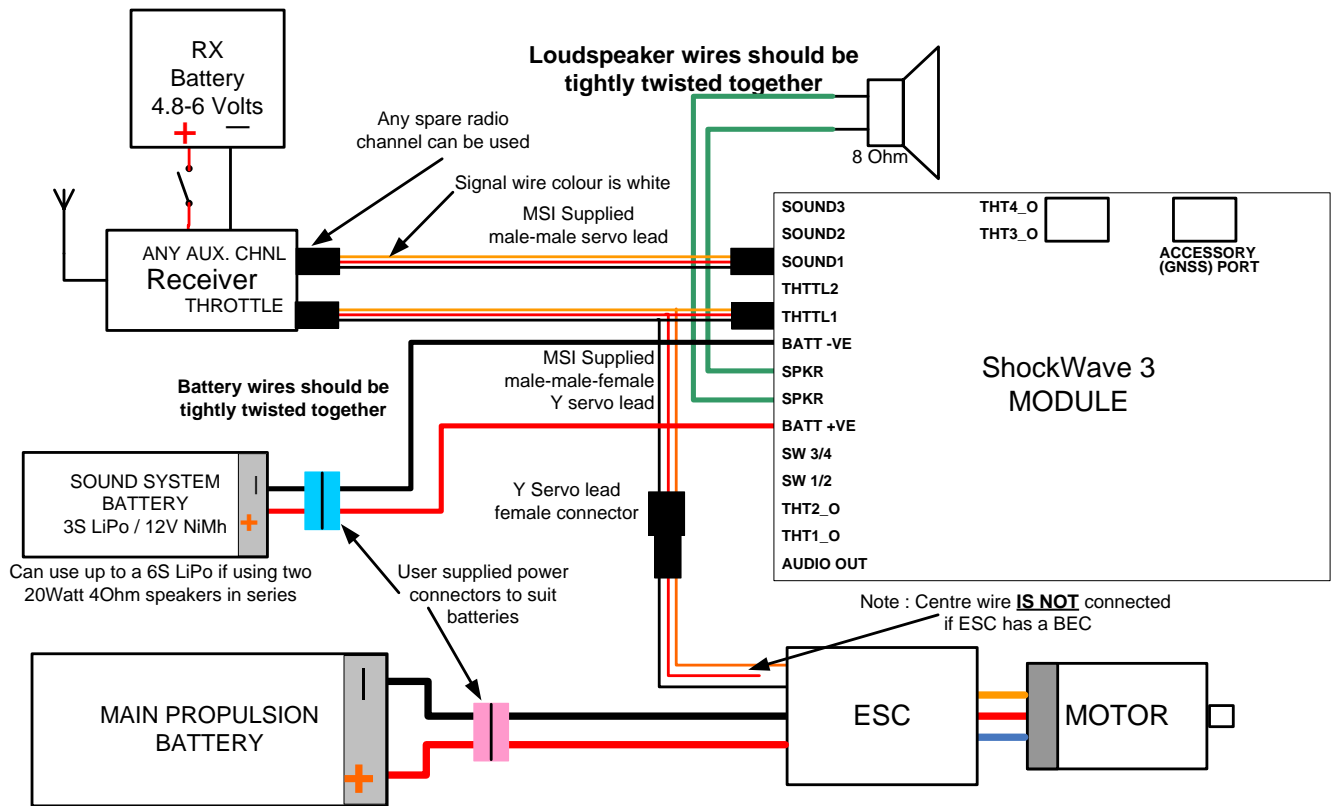 RX
Battery
4.8-6 Volts
+ —
Loudspeaker wires should be
tightly twisted together
8 Ohm
Any spare radio
channel can be used
Signal wire colour is white
MSI Supplied
male-male servo lead
ANY AUX. CHNL
Receiver
THROTTLE
SOUND3
SOUND2
SOUND1
THTTL2
THTTL1
BATT -VE
SPKR
SPKR
BATT +VE
SW 3/4
SW 1/2
THT2_O
THT1_O
AUDIO OUT
THT4_O
THT3_O
ACCESSORY
(GNSS) PORT
ShockWave 3
MODULE
MSI Supplied
male-male-female
Y servo lead
Battery wires should be
tightly twisted together
SOUND SYSTEM
BATTERY
3S LiPo / 12V NiMh
—
+
Can use up to a 6S LiPo if using two
20Watt 4Ohm speakers in series
Y Servo lead
female connector
User supplied power
connectors to suit
batteries
Note : Centre wire IS NOT connected
if ESC has a BEC
MAIN PROPULSION
BATTERY
—
+
ESC
MOTOR